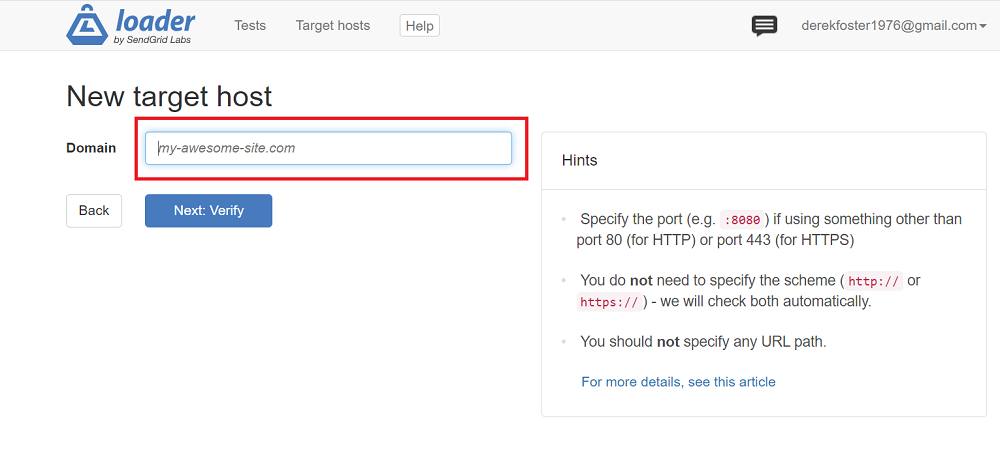 loader
by SendGrid Labs
Tests
Target hosts
Help
derekfoster1976@gmail.com
New target host
Domain
my-awesome-site.com
Back
Next: Verify
Hints
Specify the port (e.g. :8080 ) if using something other than
port 80 (for HTTP) or port 443 (for HTTPS)
You do not need to specify the scheme ( http:// or
https:// ) - we will check both automatically.
You should not specify any URL path.
For more details, see this article